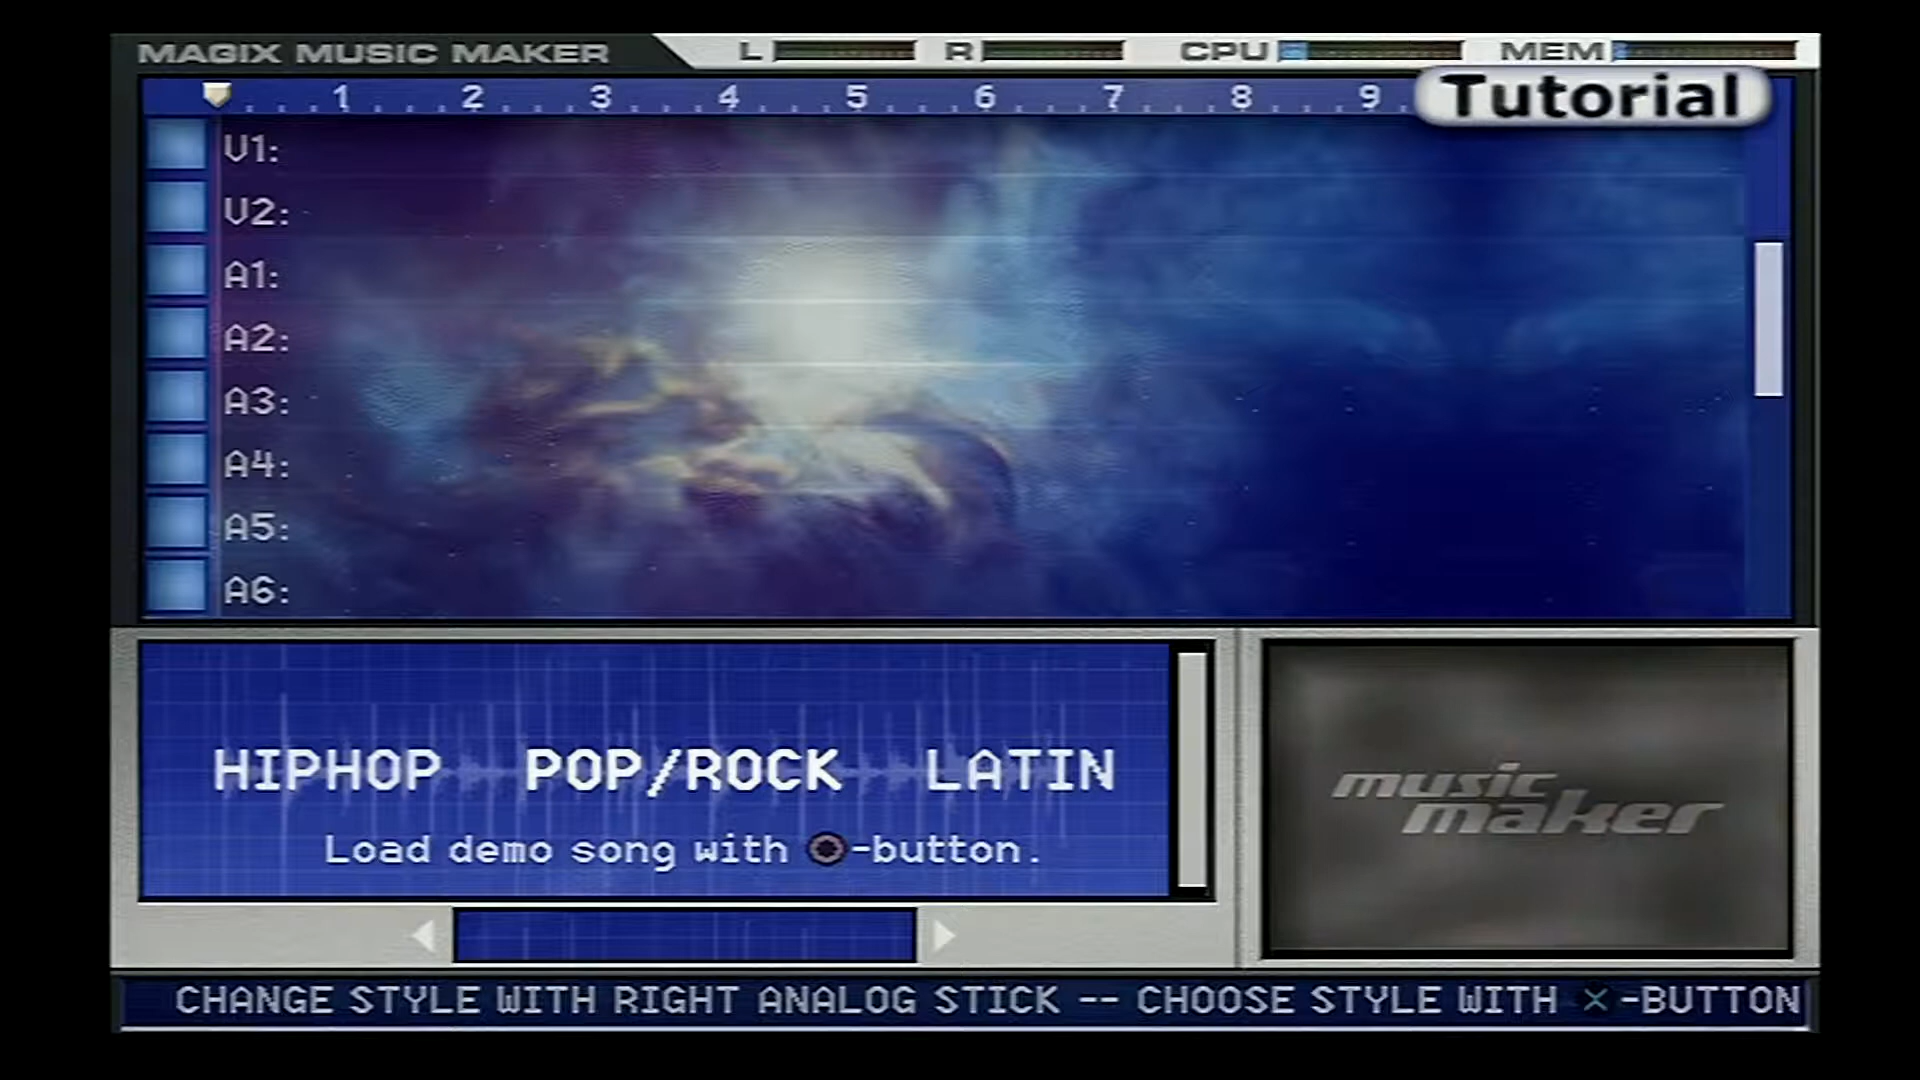 MAGIX MUSIC MAKER L R CPU MEM
1 2 3 4 5 6 7 8 9
Tutorial
V1:
V2:
A1:
A2:
A3:
A4:
A5:
A6:
HIPHOP POP/ROCK LATIN
Load demo song with -button.
music
maker
CHANGE STYLE WITH RIGHT ANALOG STICK -- CHOOSE STYLE WITH X-BUTTON